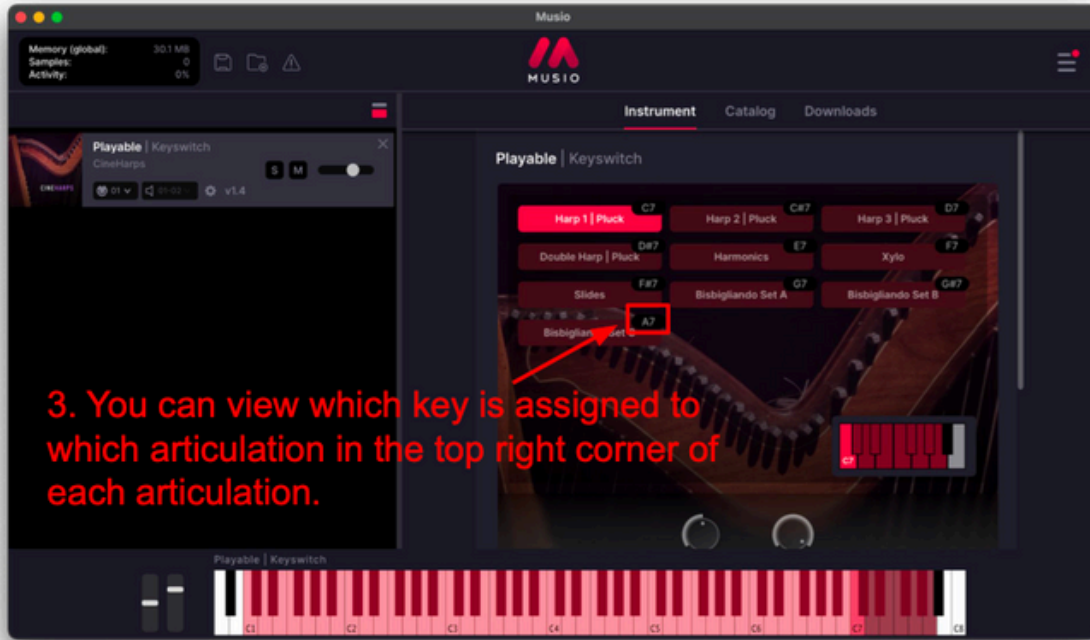 Musio
Memory (global): 30.1 MB
Samples: 0
Activity: 0%
MUSIO
Instrument Catalog Downloads
Playable | Keyswitch
CineHarps
S M
CINEHARPS
01 01-02 v1.4
Playable | Keyswitch
C7 C#7 D7
Harp 1 | Pluck Harp 2 | Pluck Harp 3 | Pluck
D#7 E7 F7
Double Harp | Pluck Harmonics Xylo
F#7 G7 G#7
Slides Bisbigliando Set A Bisbigliando Set B
A7
3. You can view which key is assigned to
which articulation in the top right corner of
each articulation.
C7
Playable | Keyswitch
C1 C2 C3 C4 C5 C6 C7 C8